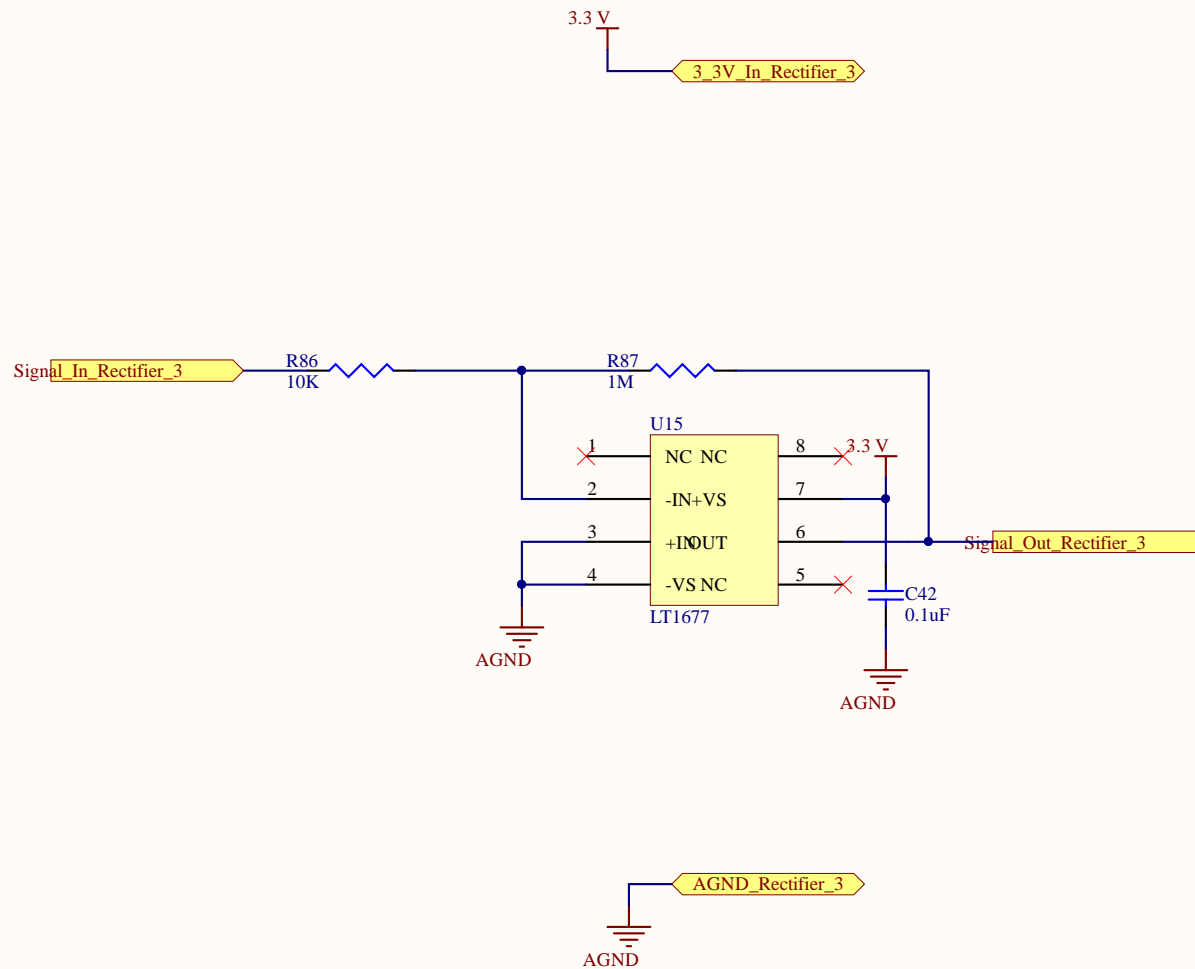 3.3 V
3_3V_In_Rectifier_3
Signal_In_Rectifier_3
R86
10K
R87
1M
U15
1
NC
NC
8
3.3 V
2
-IN
+VS
7
3
+IN
OUT
6
Signal_Out_Rectifier_3
4
-VS
NC
5
LT1677
C42
0.1uF
AGND
AGND
AGND_Rectifier_3
AGND